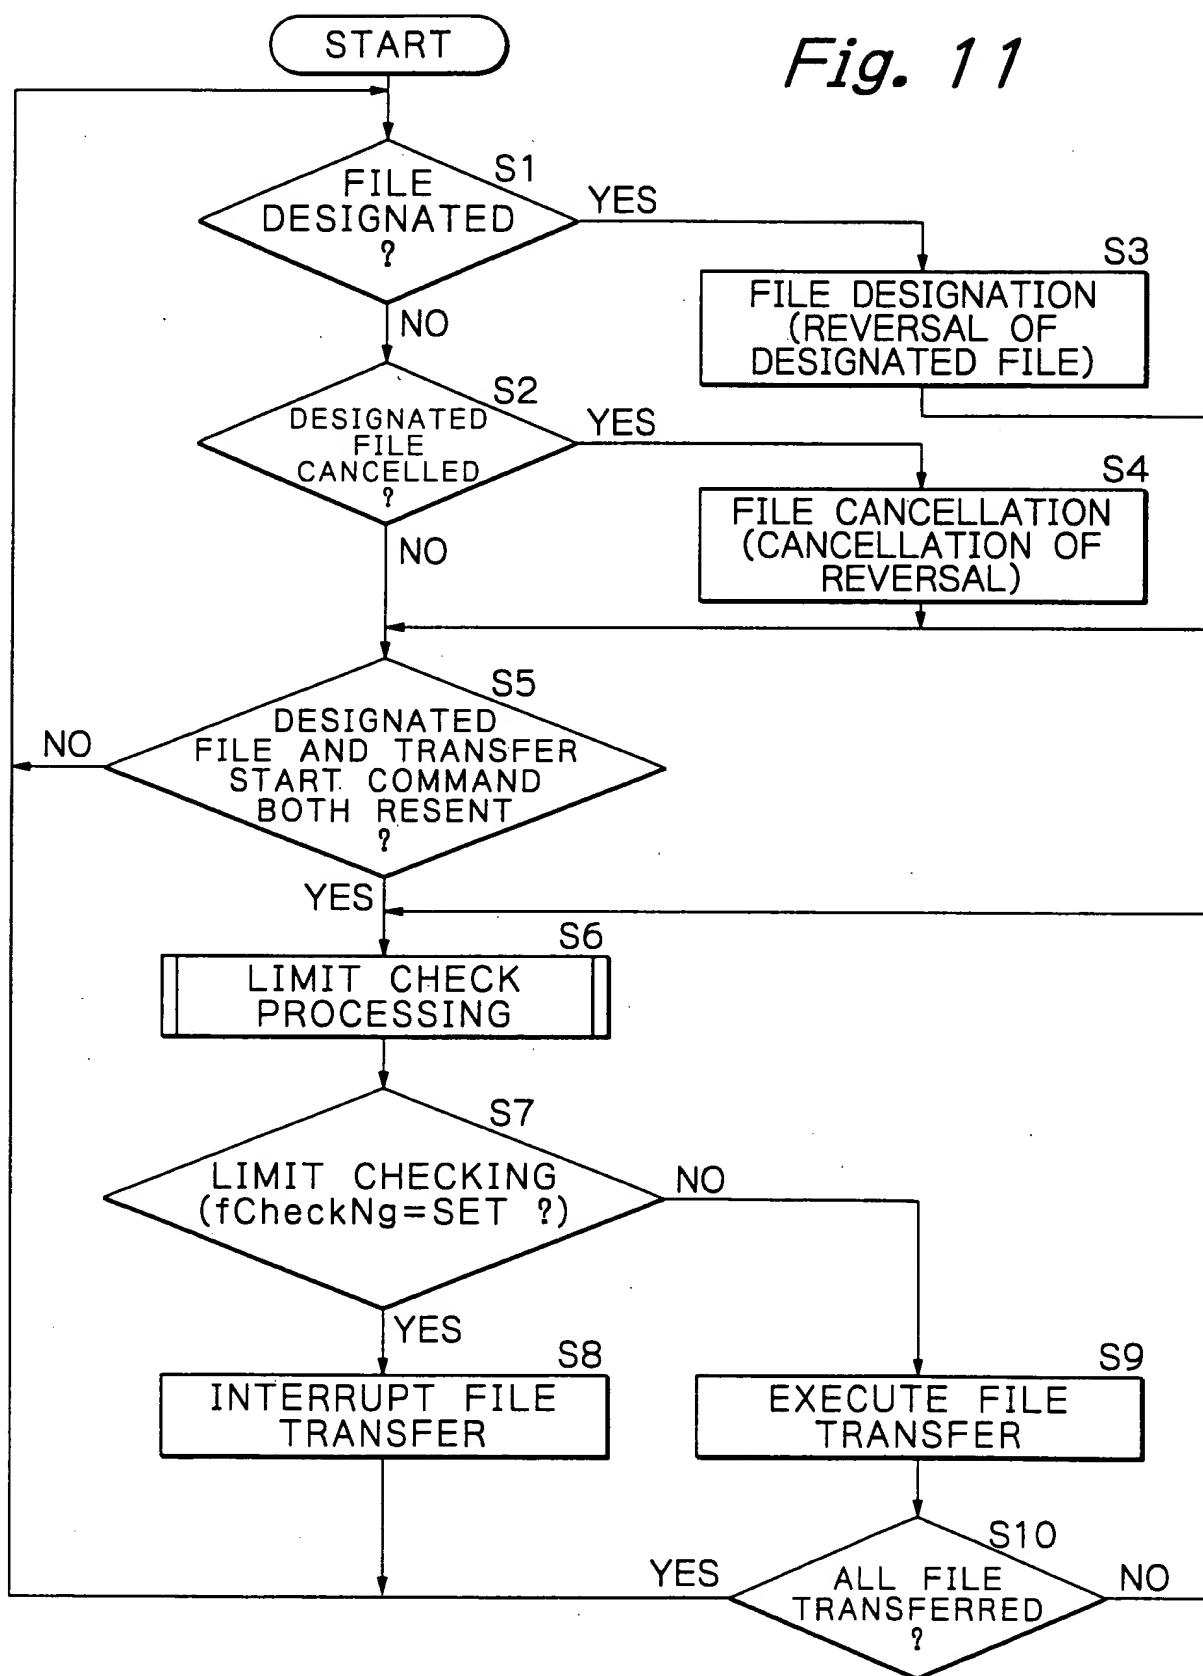 START
Fig. 11
S1
FILE
DESIGNATED
?
YES
NO
S3
FILE DESIGNATION
(REVERSAL OF
DESIGNATED FILE)
S2
DESIGNATED
FILE
CANCELLED
?
YES
NO
S4
FILE CANCELLATION
(CANCELLATION OF
REVERSAL)
S5
DESIGNATED
FILE AND TRANSFER
START COMMAND
BOTH RESENT
?
NO
YES
S6
LIMIT CHECK
PROCESSING
S7
LIMIT CHECKING
(fCheckNg=SET ?)
NO
YES
S8
INTERRUPT FILE
TRANSFER
S9
EXECUTE FILE
TRANSFER
S10
ALL FILE
TRANSFERRED
?
YES
NO